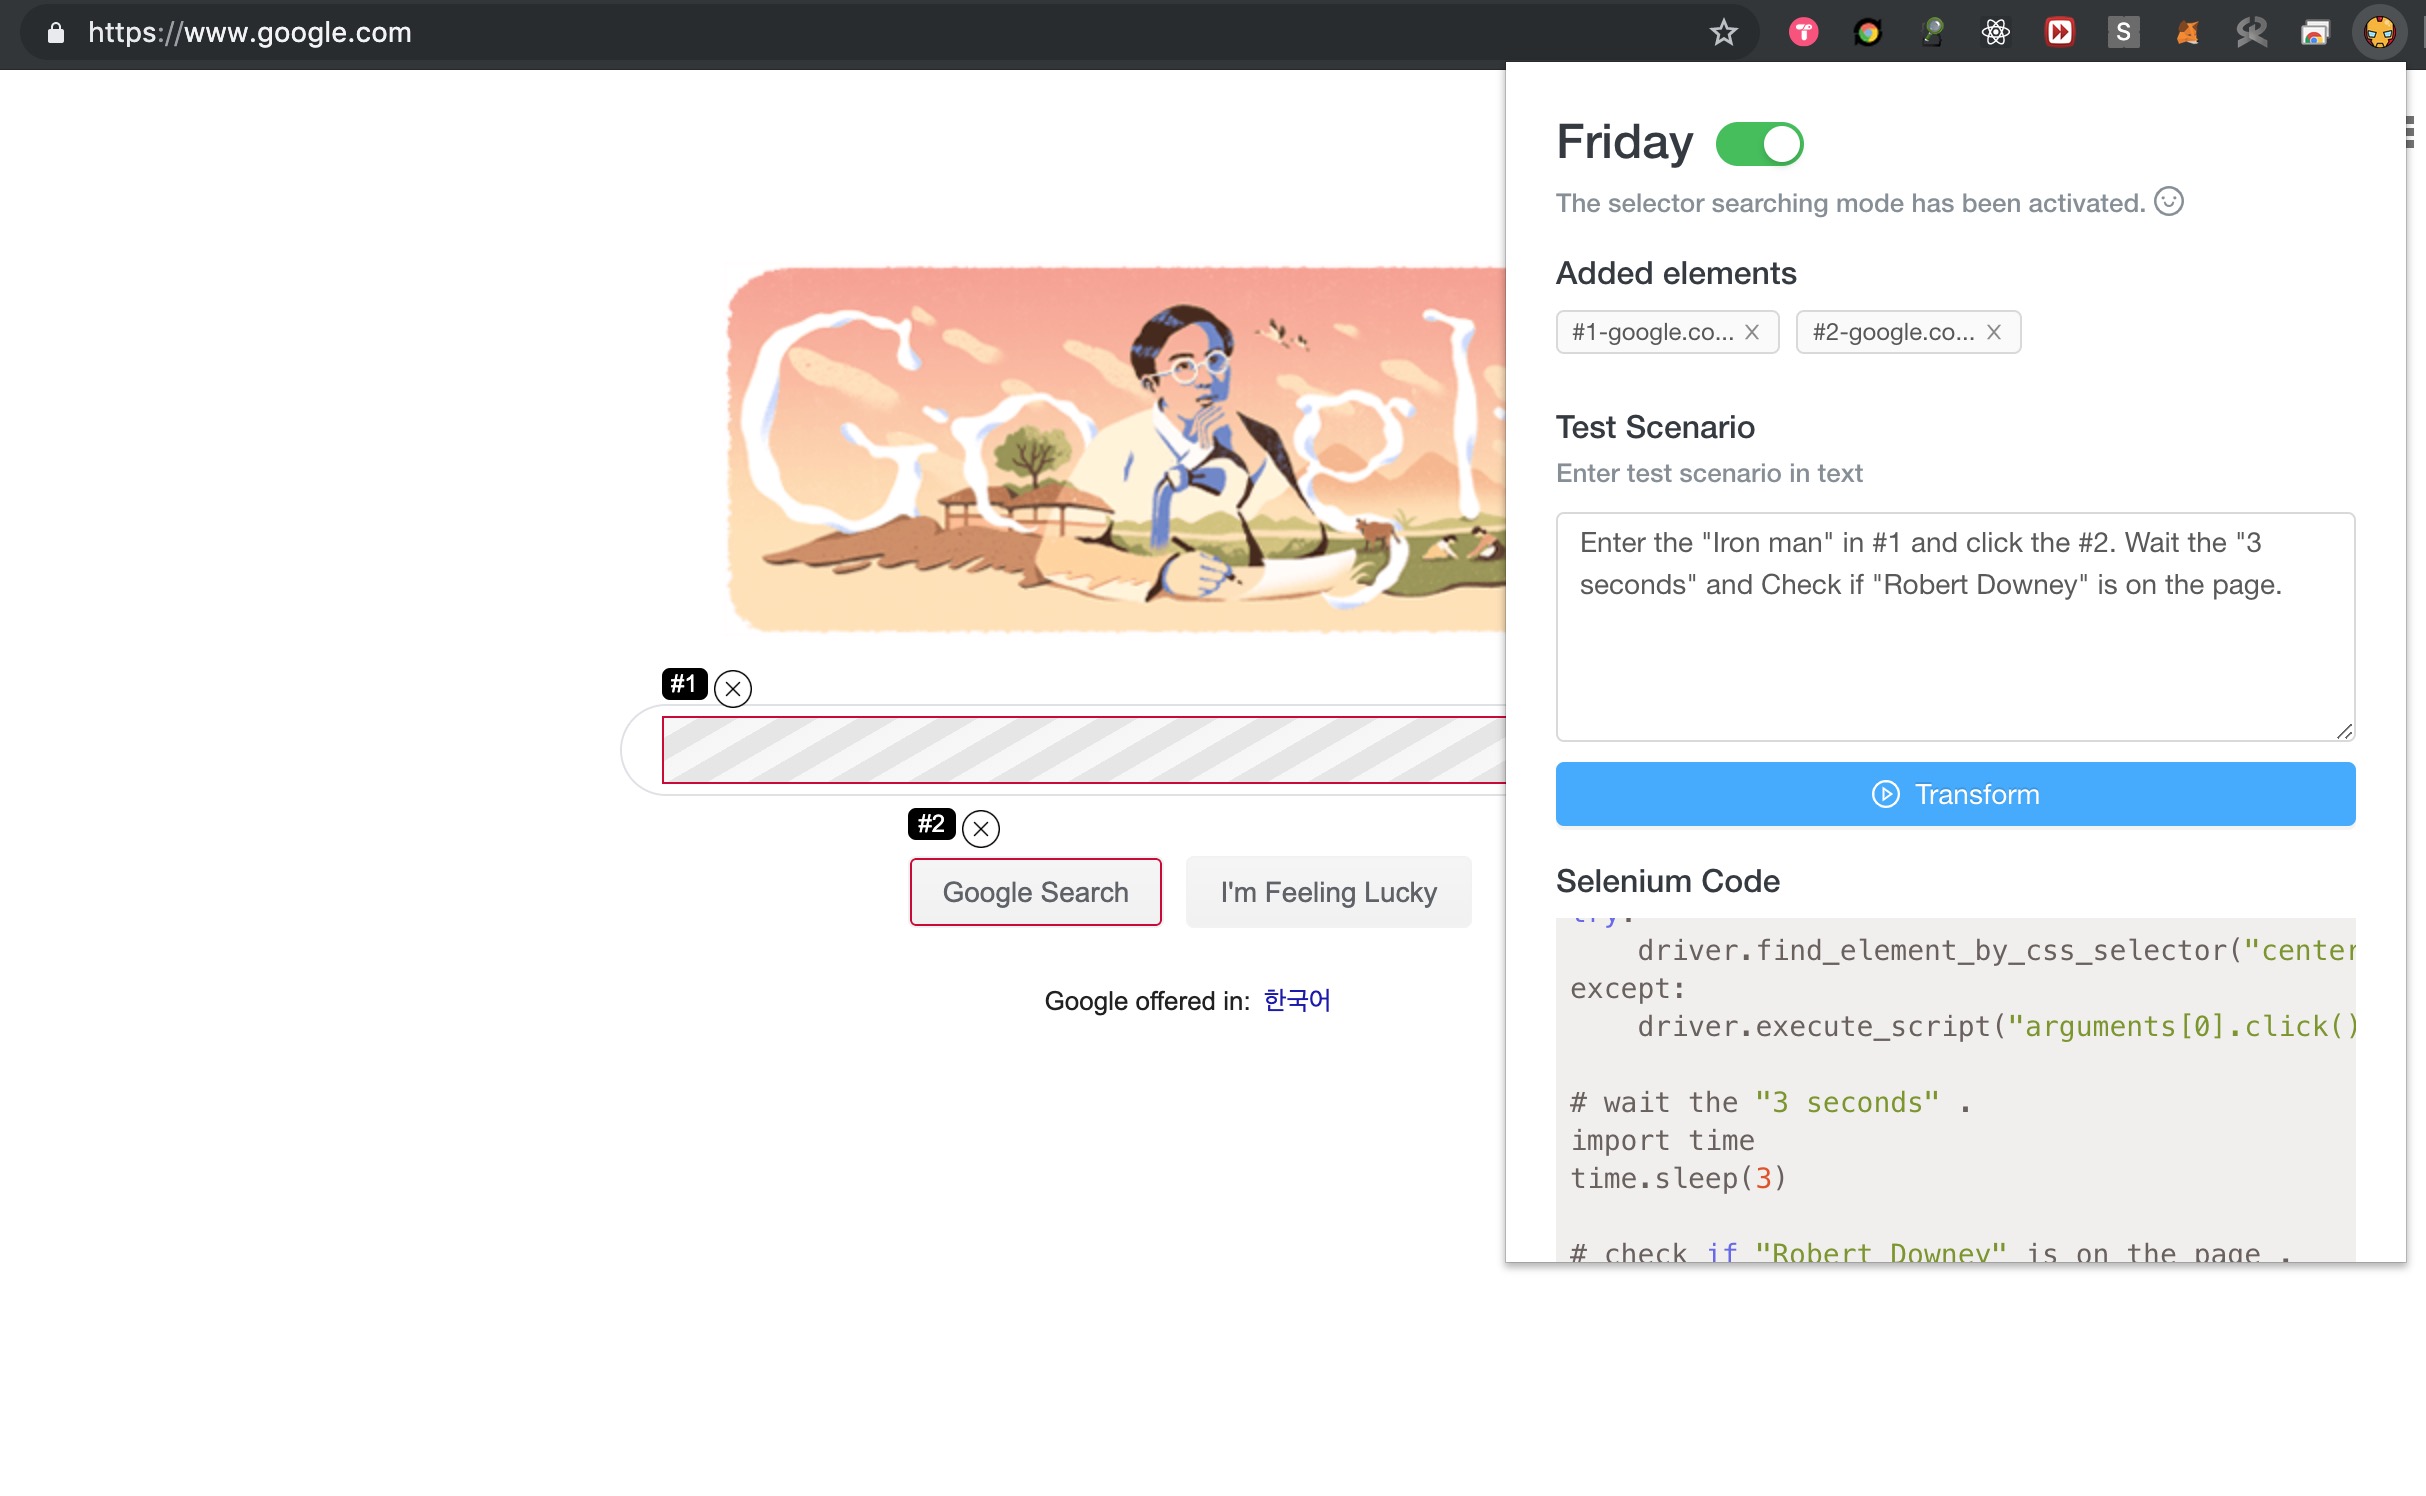 https://www.google.com
S
Friday
The selector searching mode has been activated.
Added elements
#1-google.co... X
#2-google.co... X
Test Scenario
Enter test scenario in text
Enter the "Iron man" in #1 and click the #2. Wait the "3
seconds" and Check if "Robert Downey" is on the page.
Transform
Selenium Code
try:
driver.find_element_by_css_selector("center
except:
driver.execute_script("arguments[0].click()
# wait the "3 seconds" .
import time
time.sleep(3)
# check if "Robert Downey" is on the page .
#1
#2
Google Search
I'm Feeling Lucky
Google offered in: 한국어